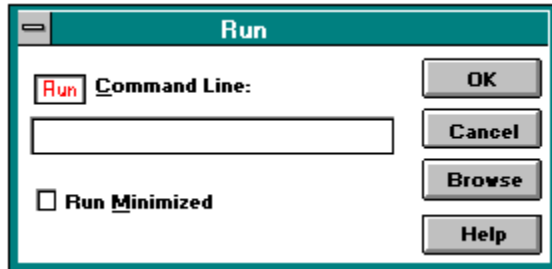 Run
Run Command Line:
OK
Cancel
Browse
Run Minimized
Help